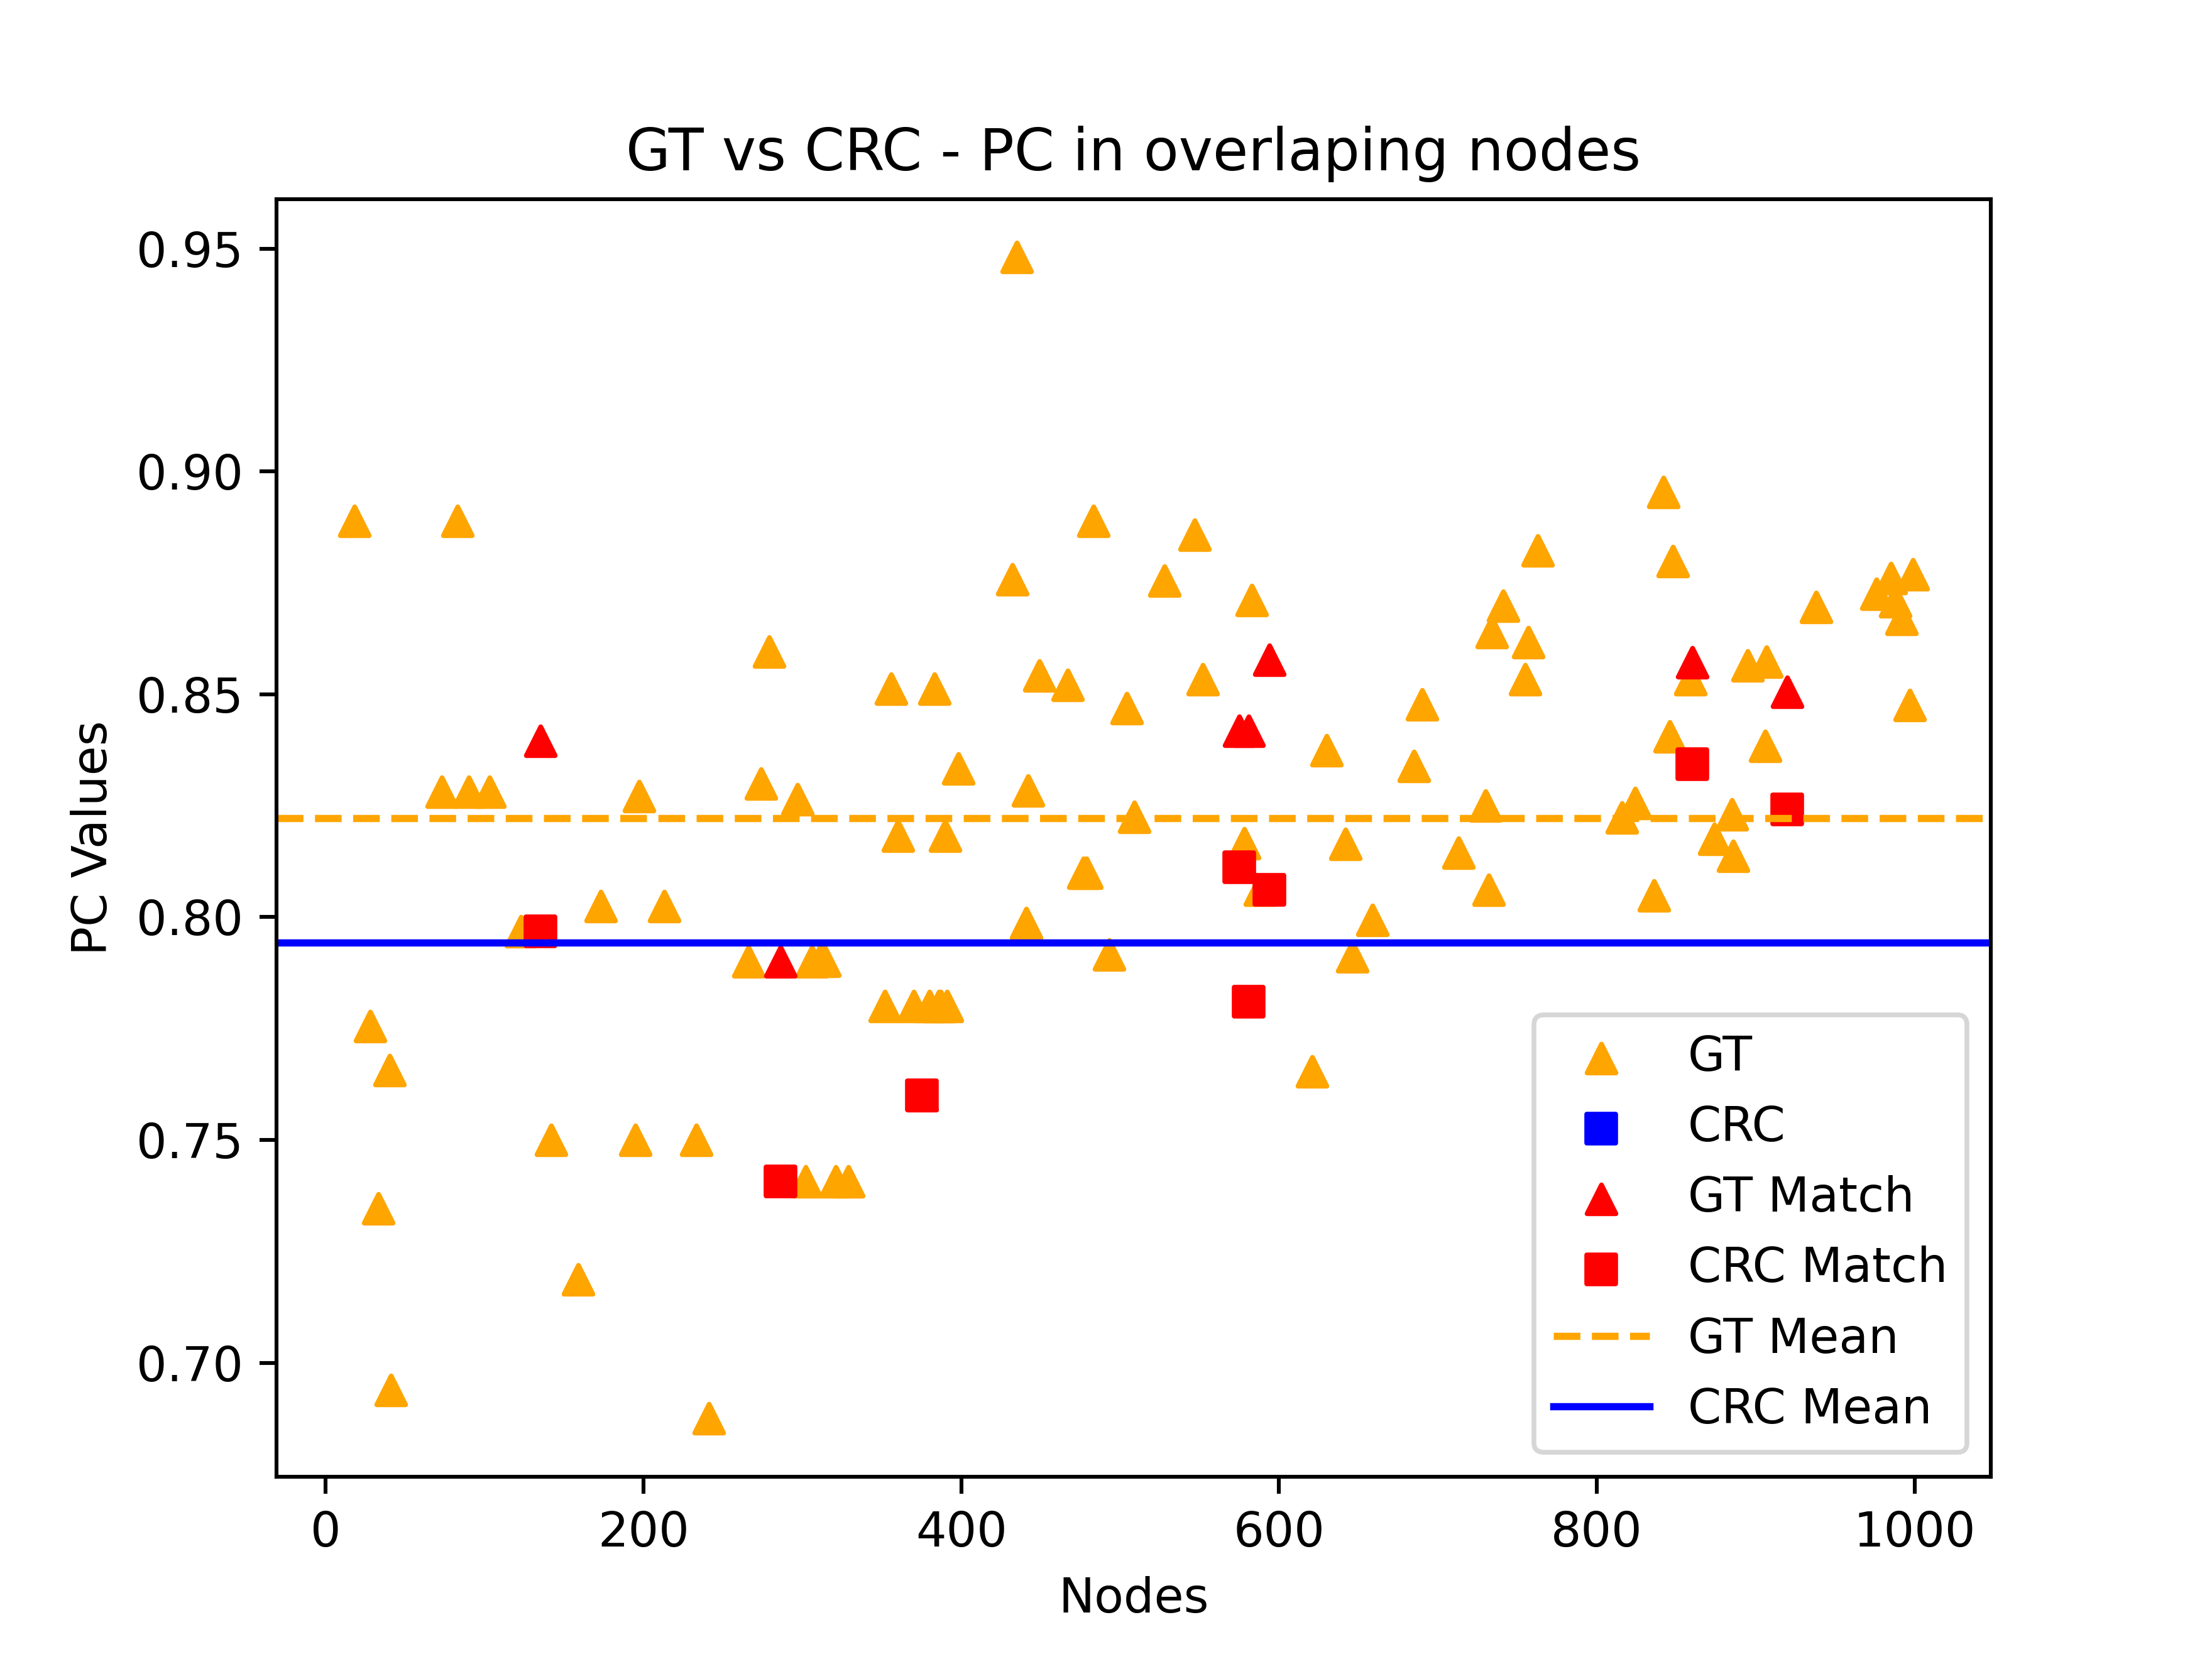 GT vs CRC - PC in overlaping nodes
0.95
0.90
0.85
0.80
0.75
0.70
PC Values
0 200 400 600 800 1000
Nodes
GT
CRC
GT Match
CRC Match
GT Mean
CRC Mean